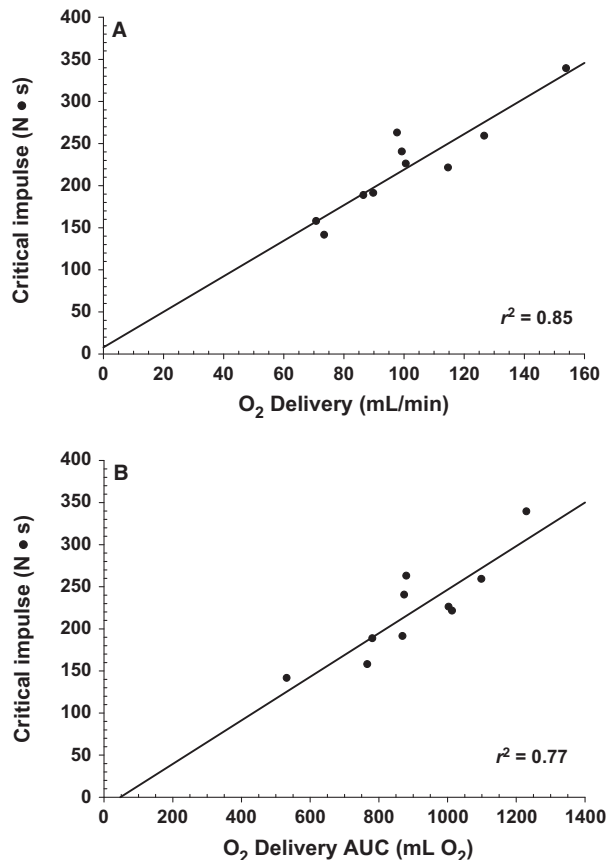 A
Critical impulse (N • s)
400
350
300
250
200
150
100
50
0
r² = 0.85
0 20 40 60 80 100 120 140 160
O₂ Delivery (mL/min)
B
Critical impulse (N • s)
400
350
300
250
200
150
100
50
0
r² = 0.77
0 200 400 600 800 1000 1200 1400
O₂ Delivery AUC (mL O₂)